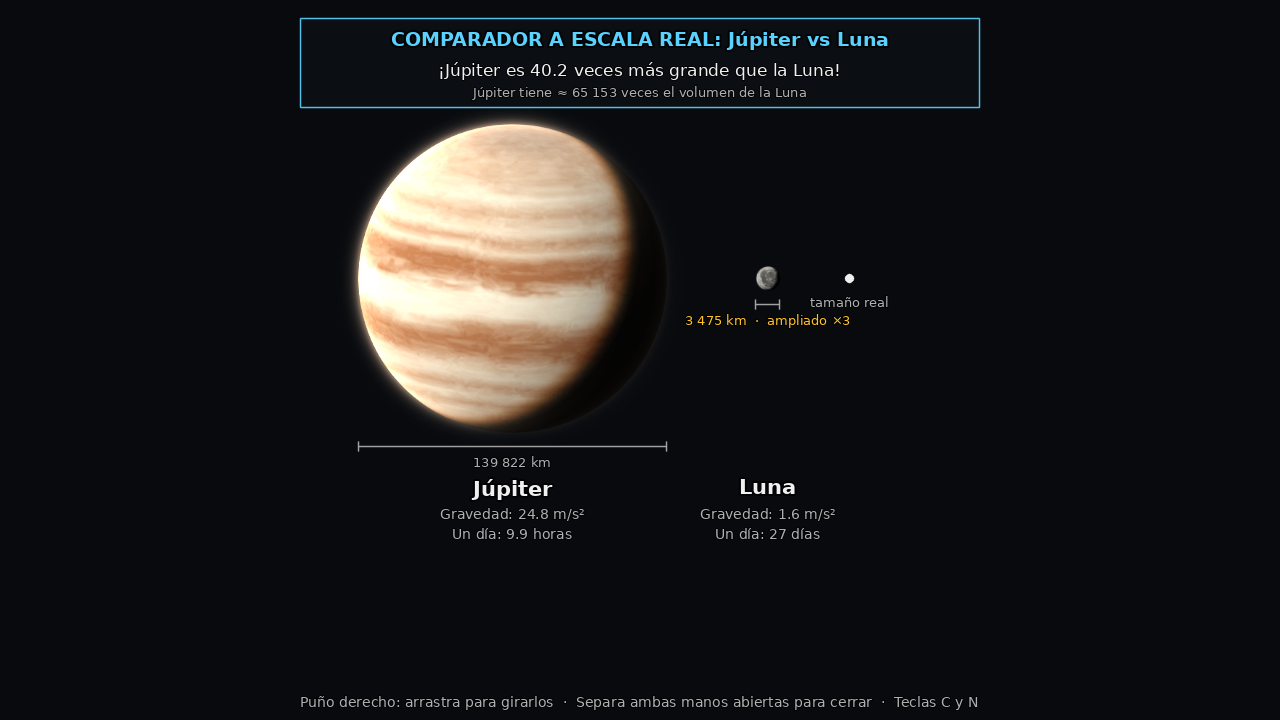 COMPARADOR A ESCALA REAL: Júpiter vs Luna
¡Júpiter es 40.2 veces más grande que la Luna!
Júpiter tiene ≈ 65 153 veces el volumen de la Luna
tamaño real
3 475 km · ampliado ×3
139 822 km
Júpiter
Gravedad: 24.8 m/s²
Un día: 9.9 horas
Luna
Gravedad: 1.6 m/s²
Un día: 27 días
Puño derecho: arrastra para girarlos · Separa ambas manos abiertas para cerrar · Teclas C y N